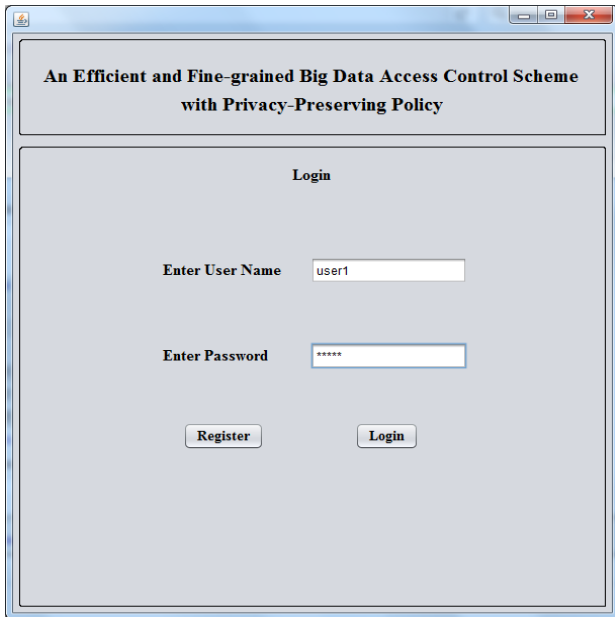 An Efficient and Fine-grained Big Data Access Control Scheme
with Privacy-Preserving Policy
Login
Enter User Name user1
Enter Password *****
Register Login